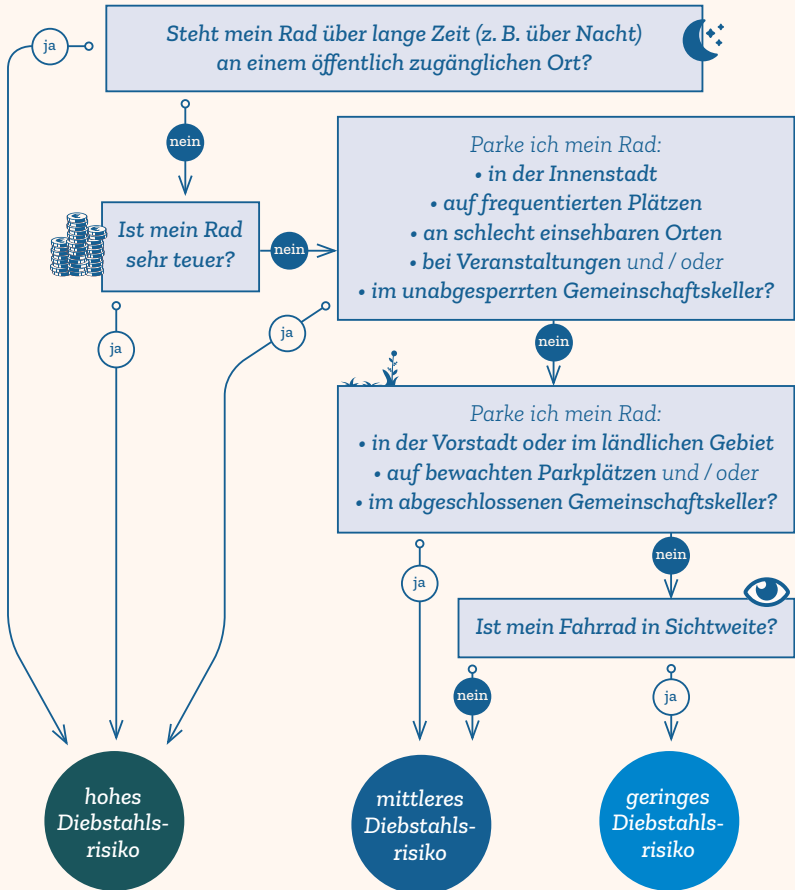 Steht mein Rad über lange Zeit (z. B. über Nacht)
an einem öffentlich zugänglichen Ort?
ja
nein
Parke ich mein Rad:
• in der Innenstadt
• auf frequentierten Plätzen
• an schlecht einsehbaren Orten
• bei Veranstaltungen und / oder
• im unabgesperrten Gemeinschaftskeller?
Ist mein Rad
sehr teuer?
nein
ja
ja
nein
Parke ich mein Rad:
• in der Vorstadt oder im ländlichen Gebiet
• auf bewachten Parkplätzen und / oder
• im abgeschlossenen Gemeinschaftskeller?
nein
ja
Ist mein Fahrrad in Sichtweite?
nein
ja
hohes
Diebstahls-
risiko
mittleres
Diebstahls-
risiko
geringes
Diebstahls-
risiko